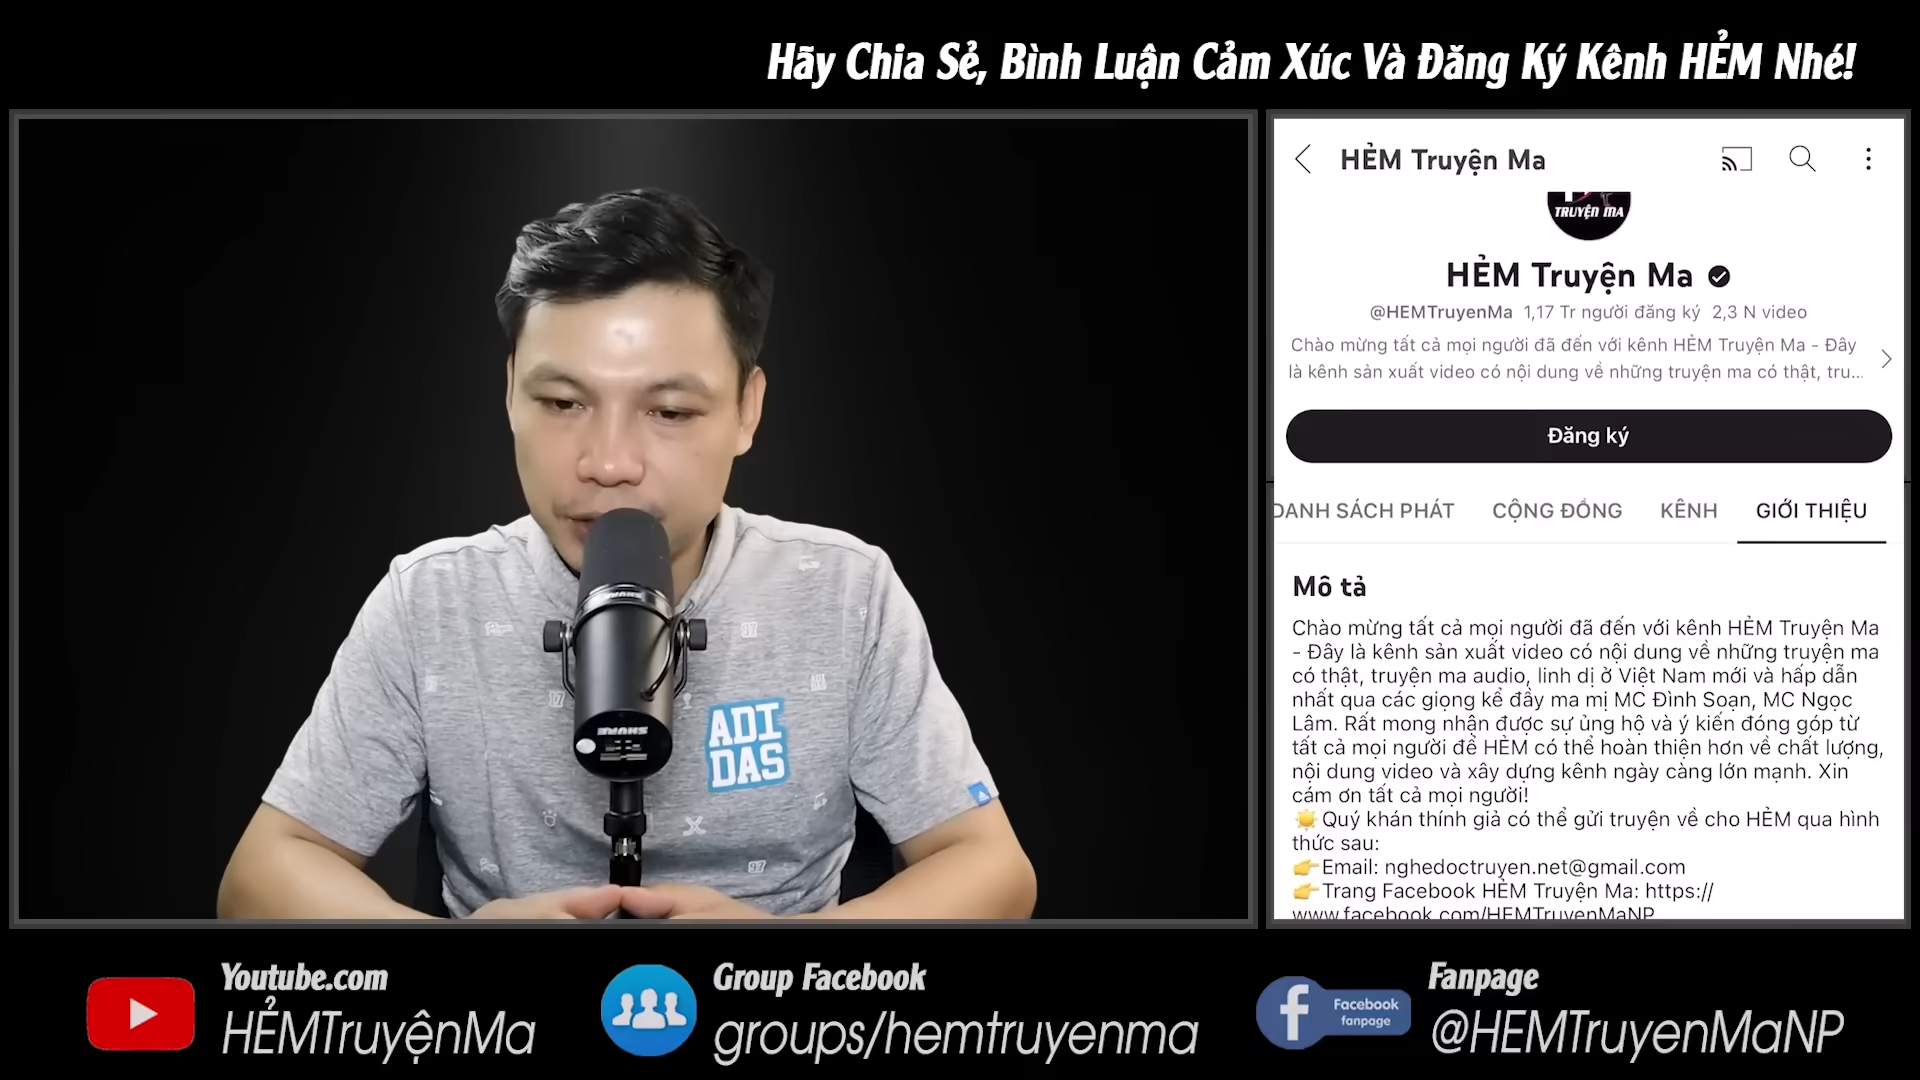 Hãy Chia Sẻ, Bình Luận Cảm Xúc Và Đăng Ký Kênh HẺM Nhé!
HẺM Truyện Ma
TRUYỆN MA
HẺM Truyện Ma
@HEMTruyenMa 1,17 Tr người đăng ký 2,3 N video
Chào mừng tất cả mọi người đã đến với kênh HẺM Truyện Ma - Đây
là kênh sản xuất video có nội dung về những truyện ma có thật, tru...
Đăng ký
DANH SÁCH PHÁT CỘNG ĐỒNG KÊNH GIỚI THIỆU
Mô tả
Chào mừng tất cả mọi người đã đến với kênh HẺM Truyện Ma
- Đây là kênh sản xuất video có nội dung về những truyện ma
có thật, truyện ma audio, linh dị ở Việt Nam mới và hấp dẫn
nhất qua các giọng kể đầy ma mị MC Đình Soạn, MC Ngọc
Lâm. Rất mong nhận được sự ủng hộ và ý kiến đóng góp từ
tất cả mọi người để HẺM có thể hoàn thiện hơn về chất lượng,
nội dung video và xây dựng kênh ngày càng lớn mạnh. Xin
cám ơn tất cả mọi người!
☀️Quý khán thính giả có thể gửi truyện về cho HẺM qua hình
thức sau:
👉Email: nghedoctruyen.net@gmail.com
👉Trang Facebook HẺM Truyện Ma: https://
www.facebook.com/HEMTruyenMaNP
SHURE
SHURE
ADI
DAS
97
97
97
Youtube.com
HẺMTruyệnMa
Group Facebook
groups/hemtruyenma
Facebook
fanpage
Fanpage
@HEMTruyenMaNP